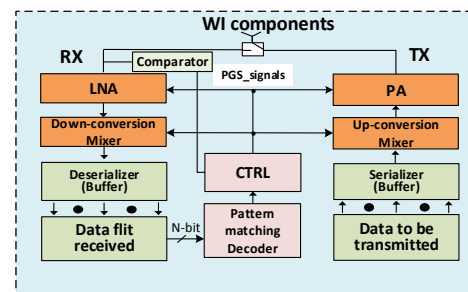 WI components
RX
TX
Comparator
PGS_signals
LNA
PA
Down-conversion
Mixer
Up-conversion
Mixer
Deserializer
(Buffer)
CTRL
Serializer
(Buffer)
Data flit
received
N-bit
Pattern
matching
Decoder
Data to be
transmitted